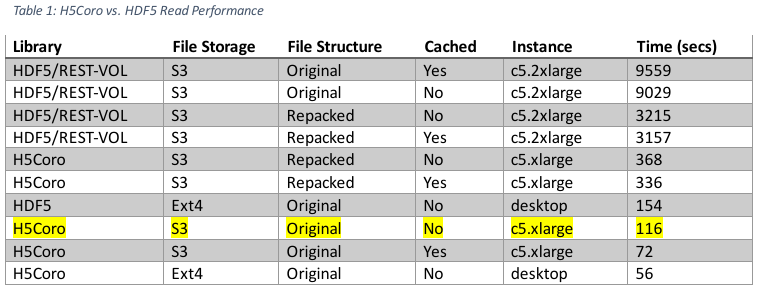 Table 1: H5Coro vs. HDF5 Read Performance
Library File Storage File Structure Cached Instance Time (secs)
HDF5/REST-VOL S3 Original Yes c5.2xlarge 9559
HDF5/REST-VOL S3 Original No c5.2xlarge 9029
HDF5/REST-VOL S3 Repacked No c5.2xlarge 3215
HDF5/REST-VOL S3 Repacked Yes c5.2xlarge 3157
H5Coro S3 Repacked No c5.xlarge 368
H5Coro S3 Repacked Yes c5.xlarge 336
HDF5 Ext4 Original No desktop 154
H5Coro S3 Original No c5.xlarge 116
H5Coro S3 Original Yes c5.xlarge 72
H5Coro Ext4 Original No desktop 56